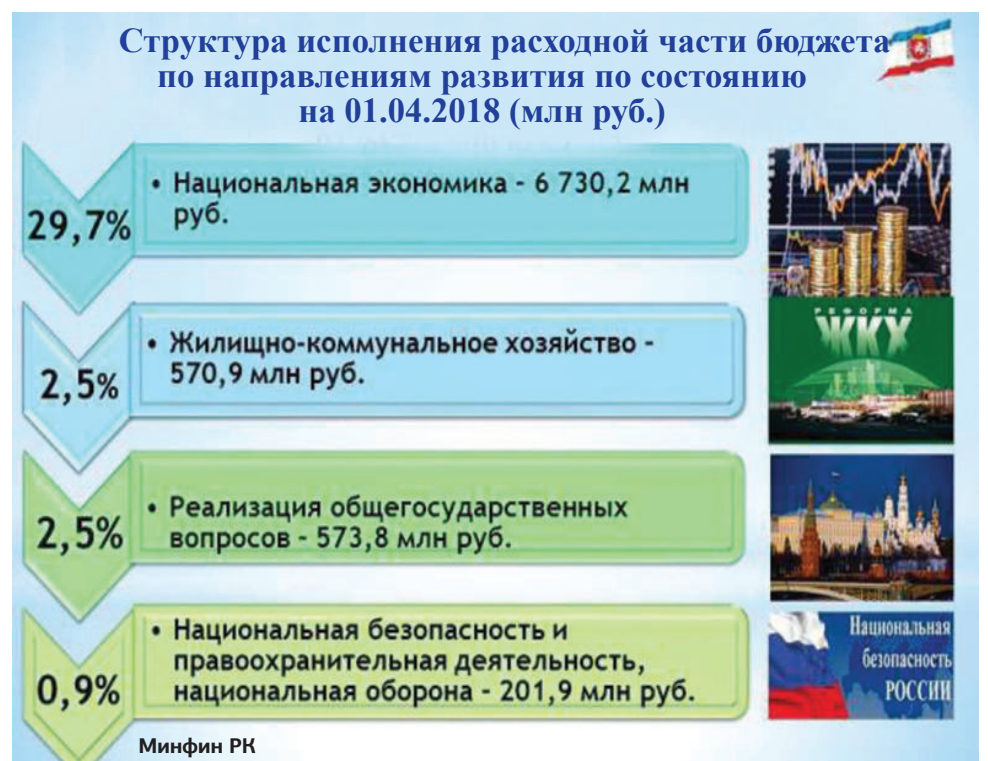 Структура исполнения расходной части бюджета
по направлениям развития по состоянию
на 01.04.2018 (млн руб.)
29,7%
• Национальная экономика - 6 730,2 млн
руб.
2,5%
• Жилищно-коммунальное хозяйство -
570,9 млн руб.
РЕФОРМА
ЖКХ
2,5%
• Реализация общегосударственных
вопросов - 573,8 млн руб.
0,9%
• Национальная безопасность и
правоохранительная деятельность,
национальная оборона - 201,9 млн руб.
Национальная
безопасность
РОССИИ
Минфин РК